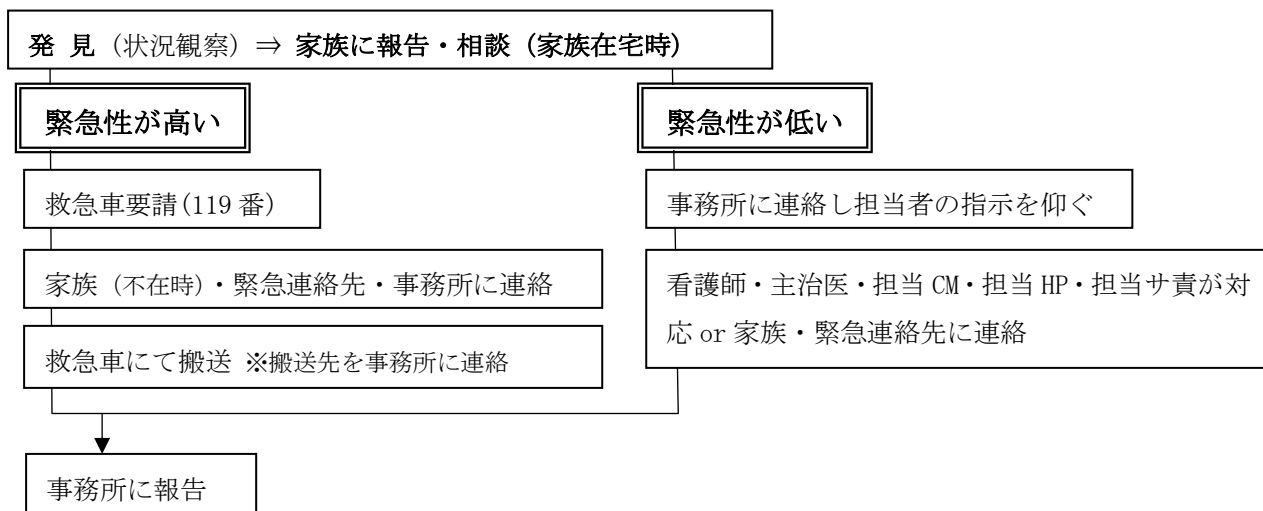 発 見（状況観察）⇒ 家族に報告・相談（家族在宅時）
緊急性が高い
緊急性が低い
救急車要請(119 番)
事務所に連絡し担当者の指示を仰ぐ
家族（不在時）・緊急連絡先・事務所に連絡
看護師・主治医・担当 CM・担当 HP・担当サ責が対
応 or 家族・緊急連絡先に連絡
救急車にて搬送 ※搬送先を事務所に連絡
事務所に報告